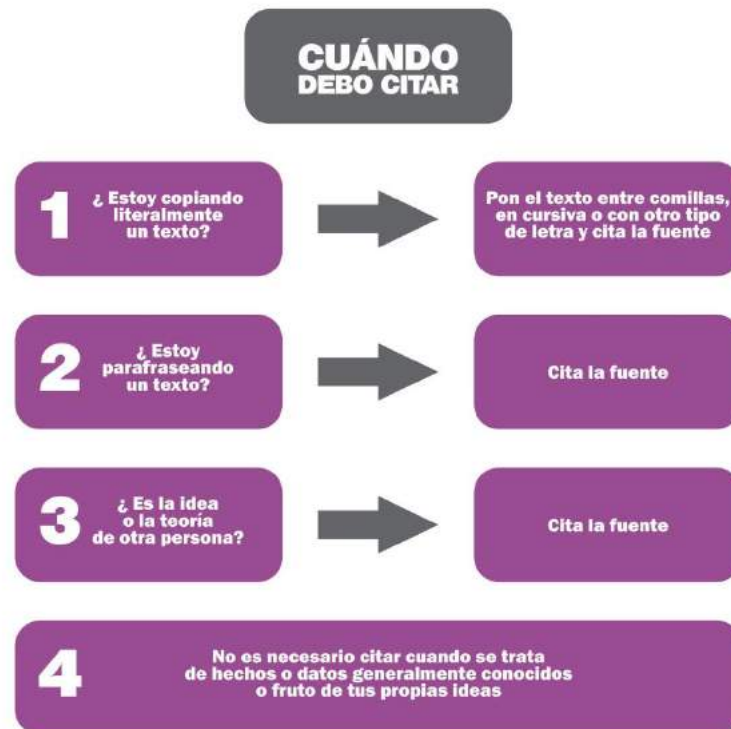 CUÁNDO
DEBO CITAR
1
¿ Estoy copiando
literalmente
un texto?
Pon el texto entre comillas,
en cursiva o con otro tipo
de letra y cita la fuente
2
¿ Estoy
parafraseando
un texto?
Cita la fuente
3
¿ Es la idea
o la teoría
de otra persona?
Cita la fuente
4
No es necesario citar cuando se trata
de hechos o datos generalmente conocidos
o fruto de tus propias ideas